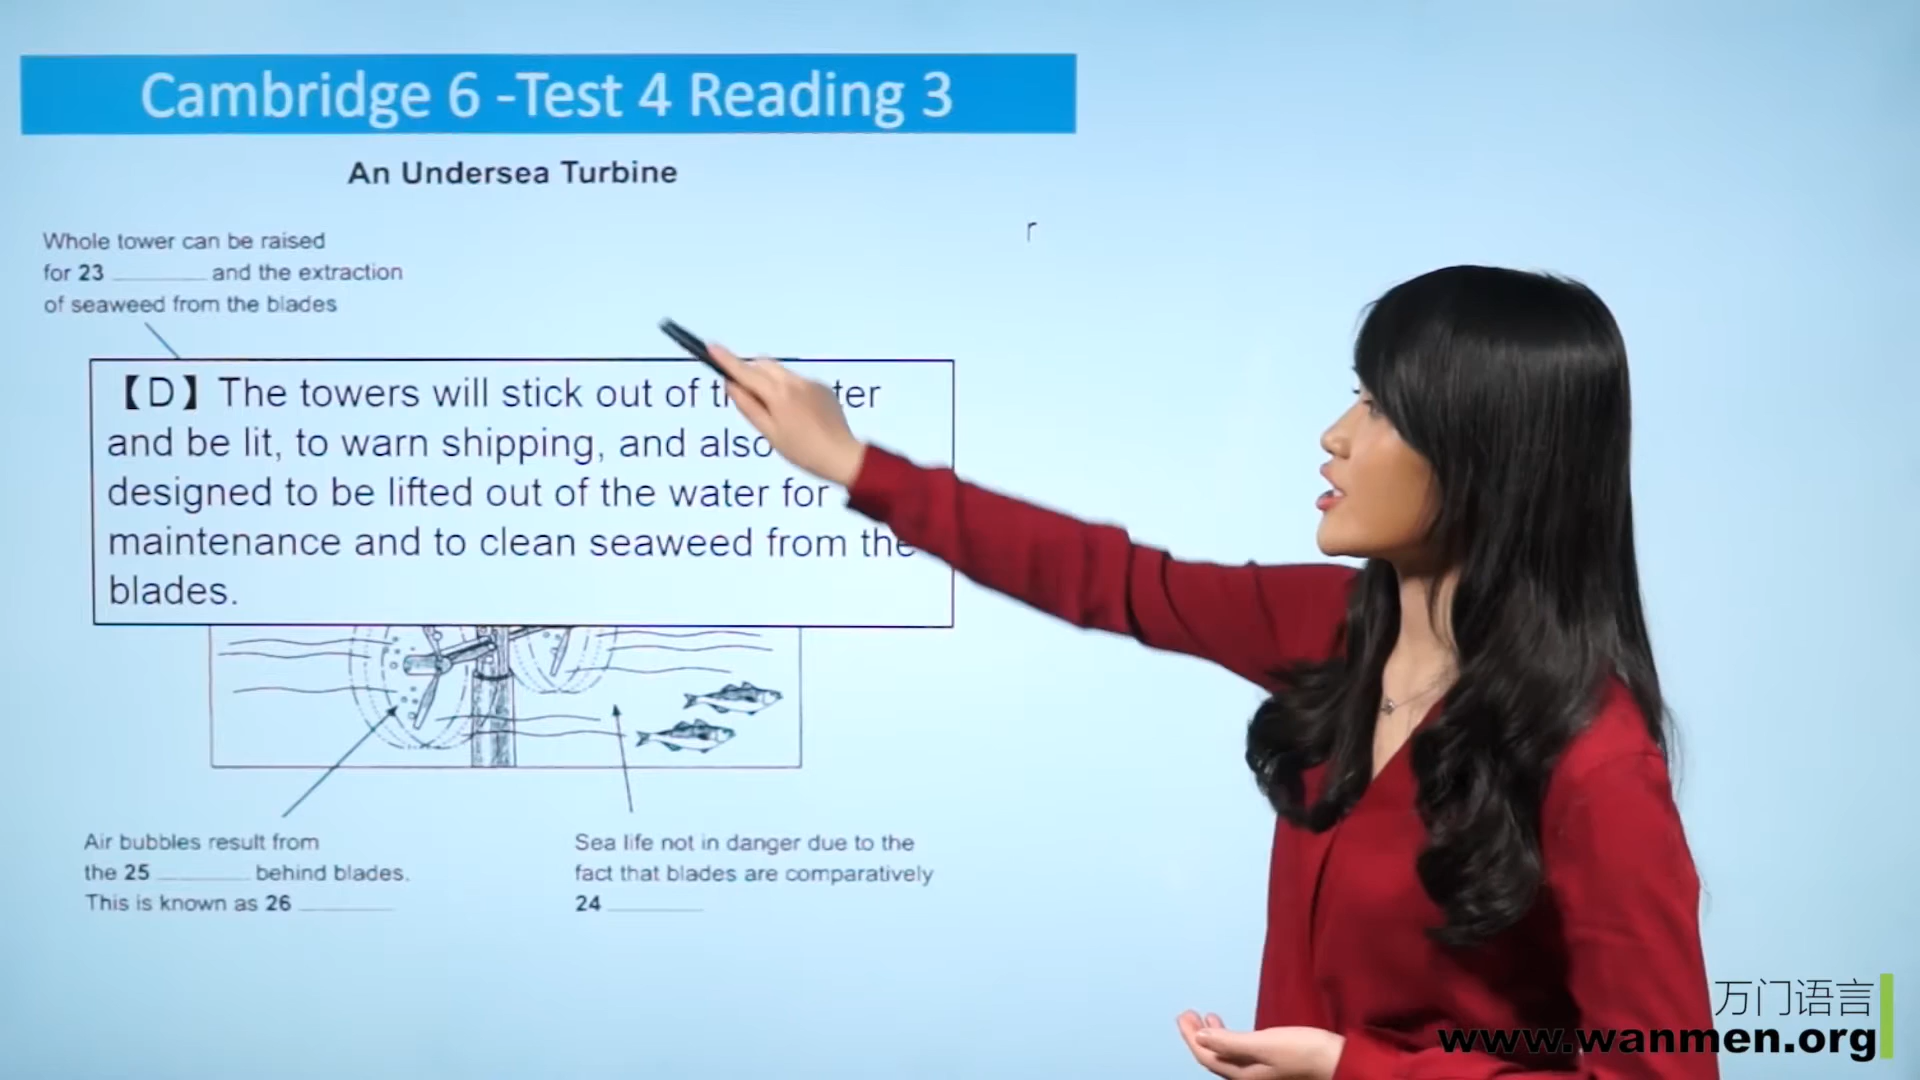 Cambridge 6 -Test 4 Reading 3
An Undersea Turbine
r
Whole tower can be raised
for 23 ________ and the extraction
of seaweed from the blades
【D】The towers will stick out of
and be lit, to warn shipping, and also
designed to be lifted out of the water for
maintenance and to clean seaweed from the
blades.
Air bubbles result from
the 25 ________ behind blades.
This is known as 26 ________
Sea life not in danger due to the
fact that blades are comparatively
24 ________
万门语言
www.wanmen.org